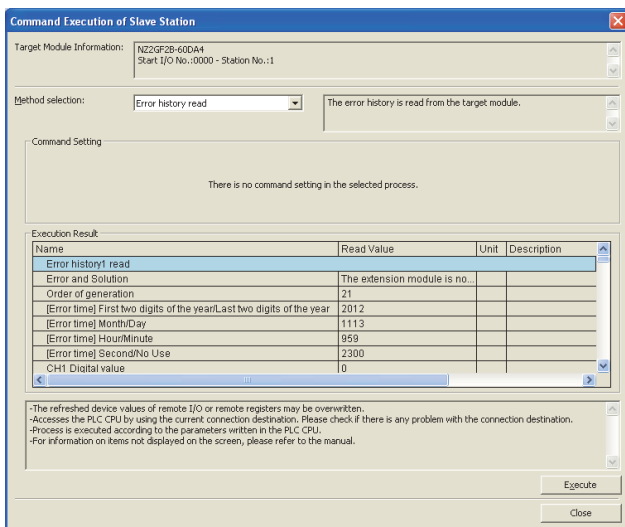 Command Execution of Slave Station
Target Module Information:
NZ2GF2B-60DA4
Start I/O No.:0000 - Station No.:1
Method selection:
Error history read
The error history is read from the target module.
Command Setting
There is no command setting in the selected process.
Execution Result
Name Read Value Unit Description
Error history1 read
Error and Solution The extension module is no...
Order of generation 21
[Error time] First two digits of the year/Last two digits of the year 2012
[Error time] Month/Day 1113
[Error time] Hour/Minute 959
[Error time] Second/No Use 2300
CH1 Digital value 0
-The refreshed device values of remote I/O or remote registers may be overwritten.
-Accesses the PLC CPU by using the current connection destination. Please check if there is any problem with the connection destination.
-Process is executed according to the parameters written in the PLC CPU.
-For information on items not displayed on the screen, please refer to the manual.
Execute
Close